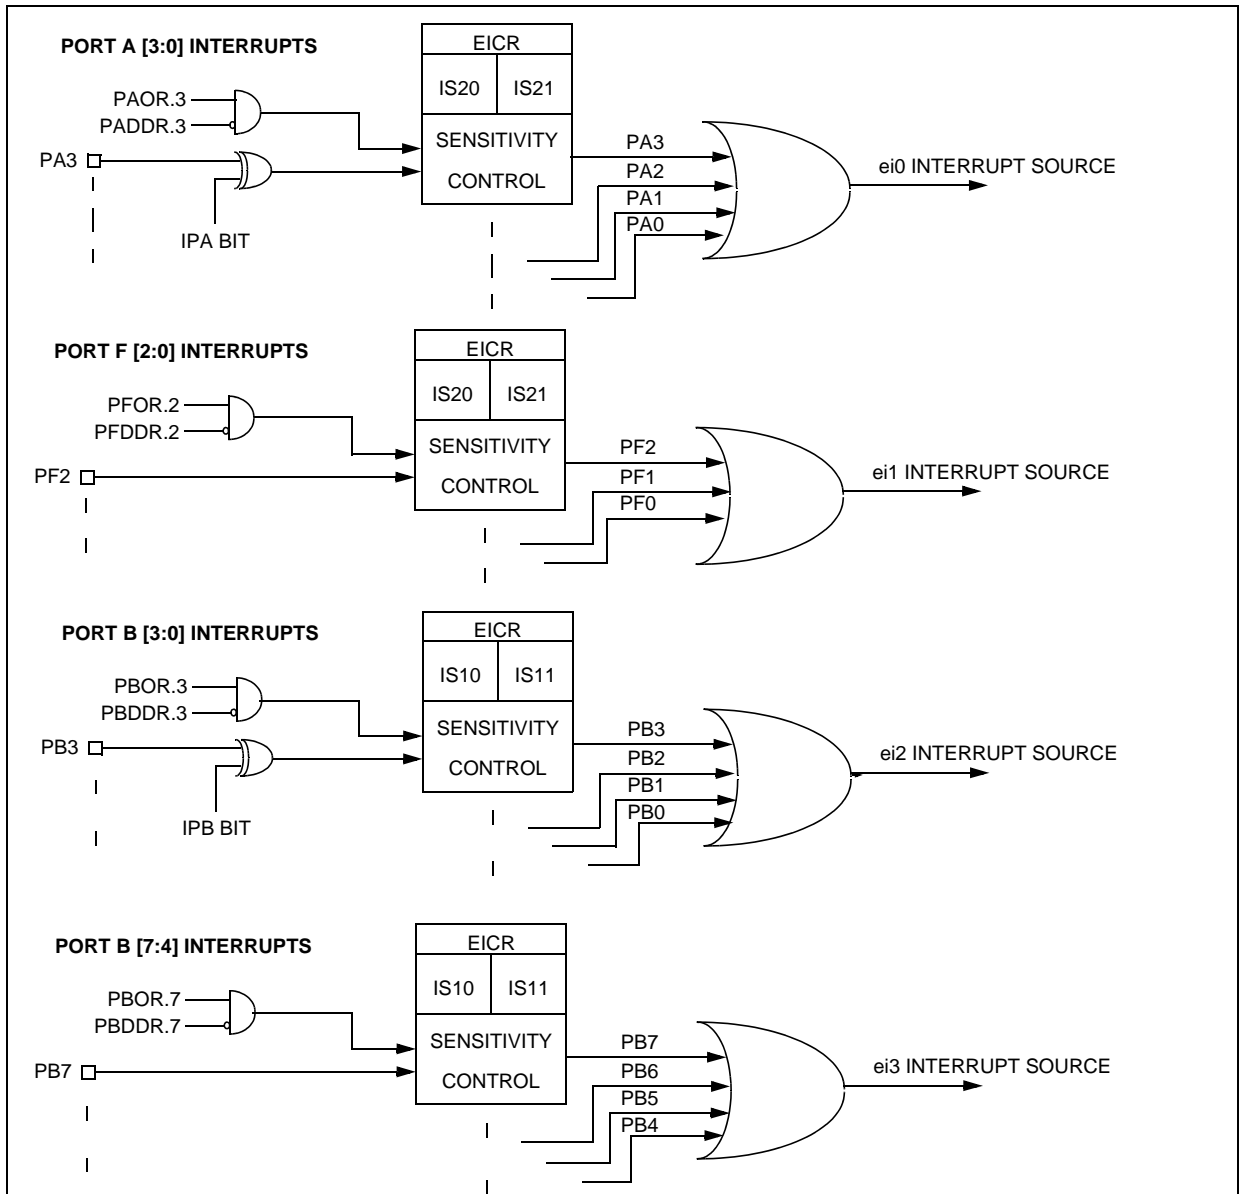 PORT A [3:0] INTERRUPTS
EICR
IS20 IS21
PAOR.3
PADDR.3
SENSITIVITY
CONTROL
PA3
IPA BIT
PA3
PA2
PA1
PA0
ei0 INTERRUPT SOURCE
PORT F [2:0] INTERRUPTS
EICR
IS20 IS21
PFOR.2
PFDDR.2
SENSITIVITY
CONTROL
PF2
PF2
PF1
PF0
ei1 INTERRUPT SOURCE
PORT B [3:0] INTERRUPTS
EICR
IS10 IS11
PBOR.3
PBDDR.3
SENSITIVITY
CONTROL
PB3
IPB BIT
PB3
PB2
PB1
PB0
ei2 INTERRUPT SOURCE
PORT B [7:4] INTERRUPTS
EICR
IS10 IS11
PBOR.7
PBDDR.7
SENSITIVITY
CONTROL
PB7
PB7
PB6
PB5
PB4
ei3 INTERRUPT SOURCE